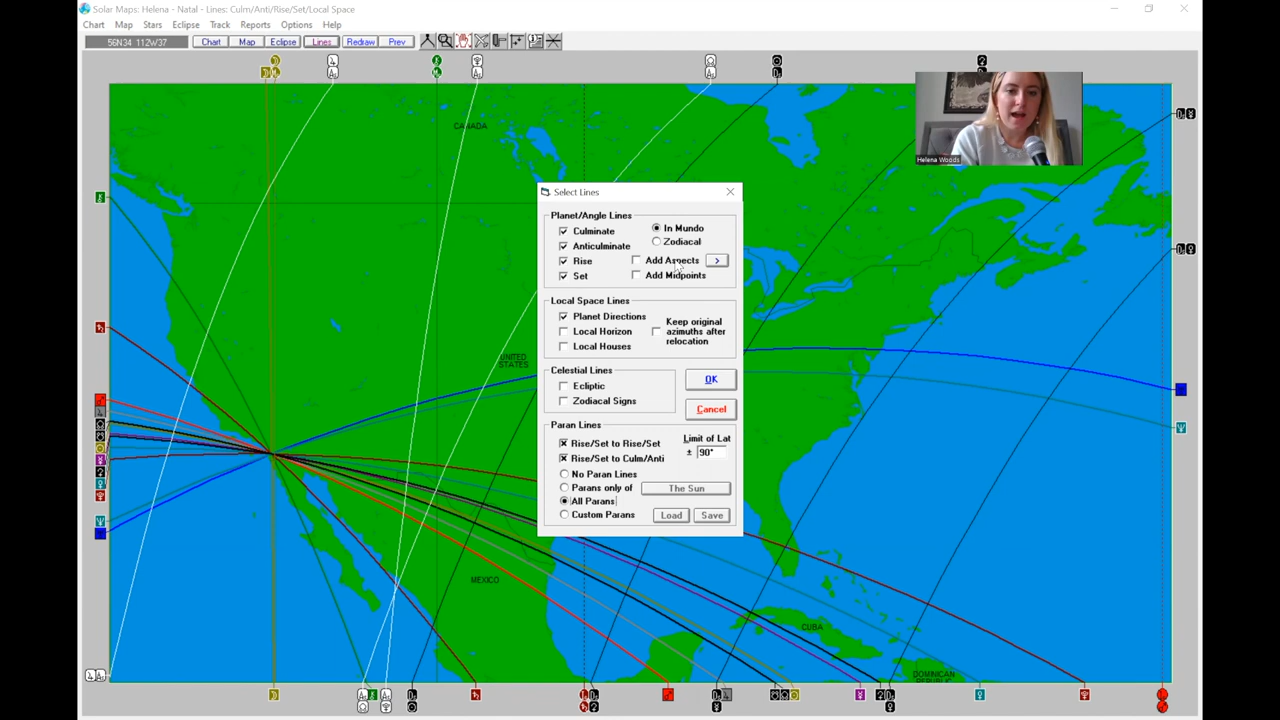 Solar Maps: Helena - Natal - Lines: Culm/Anti/Rise/Set/Local Space
Chart Map Stars Eclipse Track Reports Options Help
56N34 112W37 Chart Map Eclipse Lines Redraw Prev
CANADA
Helena Woods
Select Lines
Planet/Angle Lines
Culminate
In Mundo
Anticulminate
Zodiacal
Rise
Add Aspects >
Set
Add Midpoints
Local Space Lines
Planet Directions
Local Horizon
Local Houses
Keep original
azimuths after
relocation
UNITED
STATES
Celestial Lines
Ecliptic
Zodiacal Signs
OK
Cancel
Paran Lines
Rise/Set to Rise/Set
Rise/Set to Culm/Anti
Limit of Lat
± 90°
No Paran Lines
Parans only of The Sun
All Parans
Custom Parans Load Save
MEXICO
CUBA
DOMINICAN